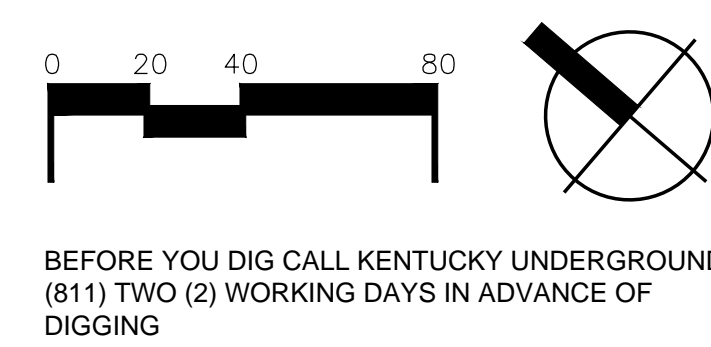 0 20 40 80
BEFORE YOU DIG CALL KENTUCKY UNDERGROUND
(811) TWO (2) WORKING DAYS IN ADVANCE OF
DIGGING